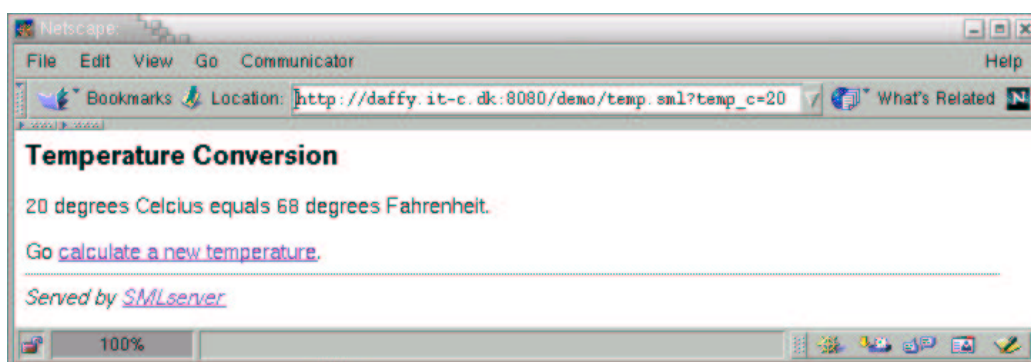 Netscape:
File Edit View Go Communicator Help
Bookmarks Location: http://daffy.it-c.dk:8080/demo/temp.sml?temp_c=20 What's Related N
Temperature Conversion
20 degrees Celcius equals 68 degrees Fahrenheit.
Go calculate a new temperature.
Served by SMLserver
100%